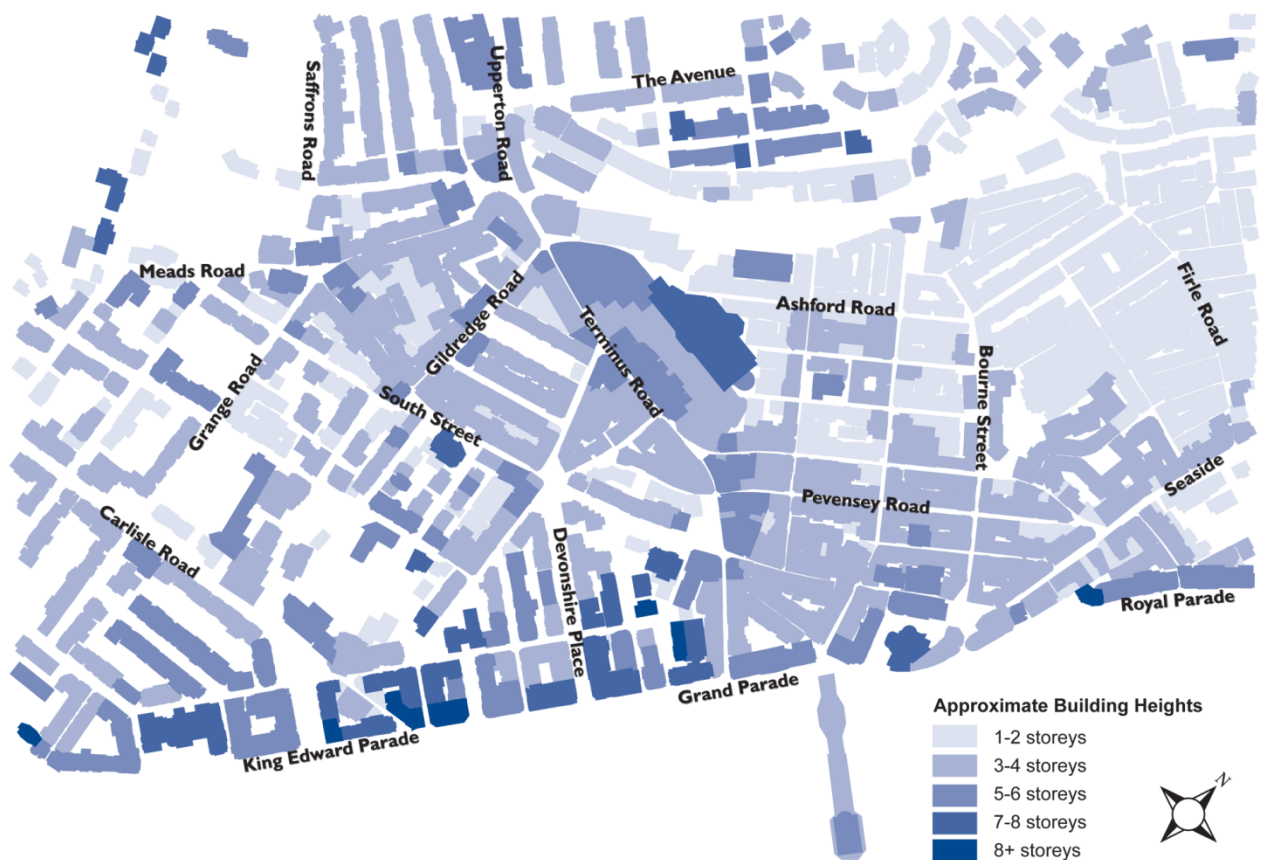 Saffrons Road
Upperton Road
The Avenue
Meads Road
Gildredge Road
Terminus Road
Ashford Road
Firle Road
Grange Road
South Street
Bourne Street
Carlisle Road
Pevensey Road
Seaside
Devonshire Place
Royal Parade
Grand Parade
King Edward Parade
Approximate Building Heights
1-2 storeys
3-4 storeys
5-6 storeys
7-8 storeys
8+ storeys
N